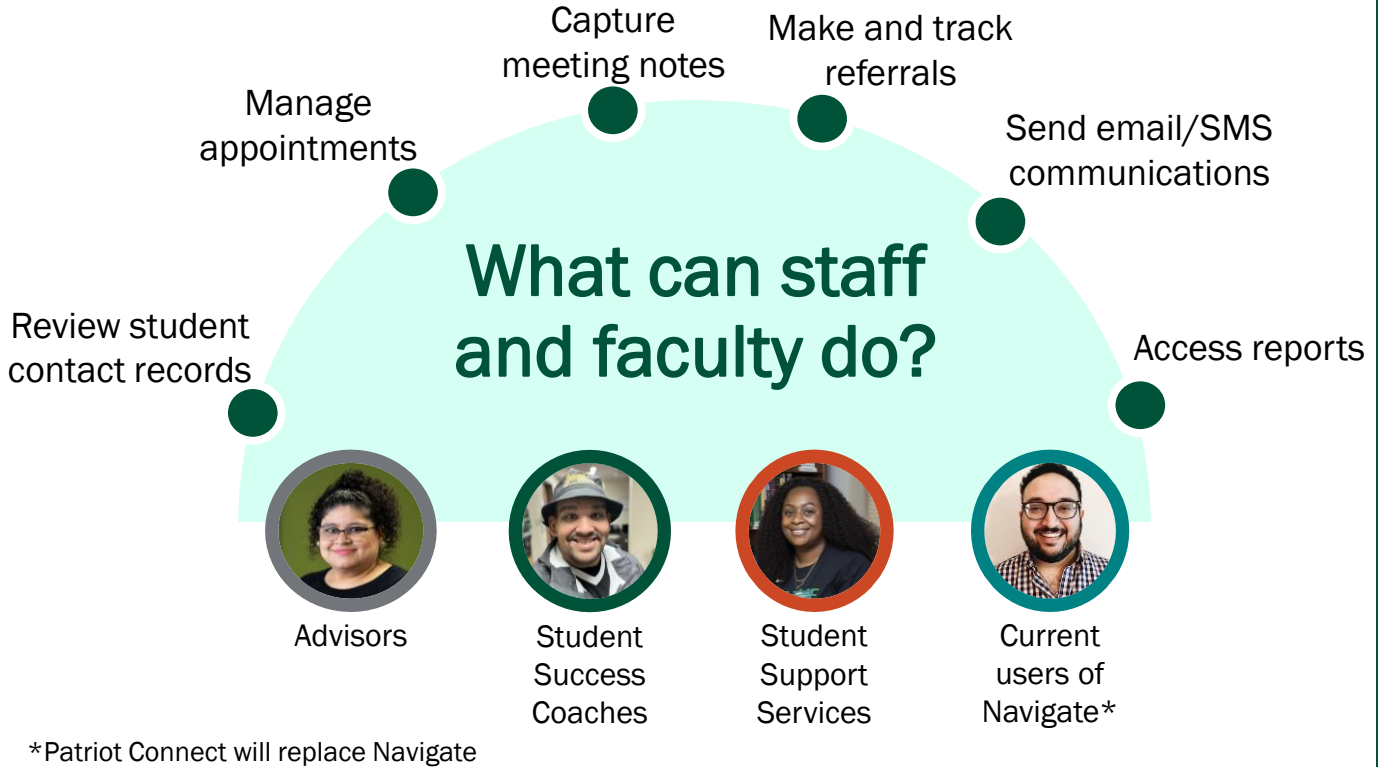 Capture
meeting notes
Make and track
referrals
Manage
appointments
Send email/SMS
communications
What can staff
and faculty do?
Review student
contact records
Access reports
Advisors
Student
Success
Coaches
Student
Support
Services
Current
users of
Navigate*
*Patriot Connect will replace Navigate